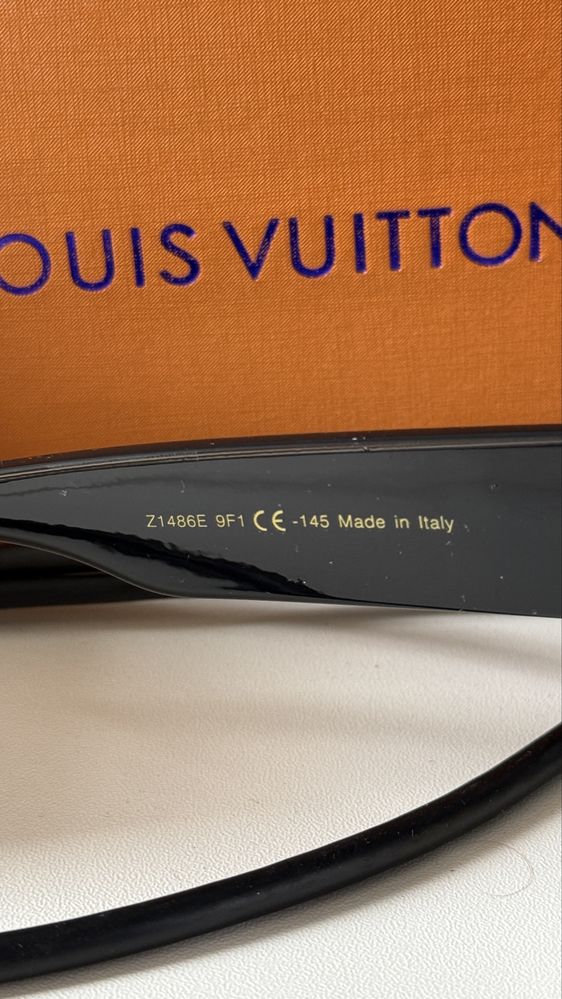 OUIS VUITTON
Z1486E 9F1 CE -145 Made in Italy